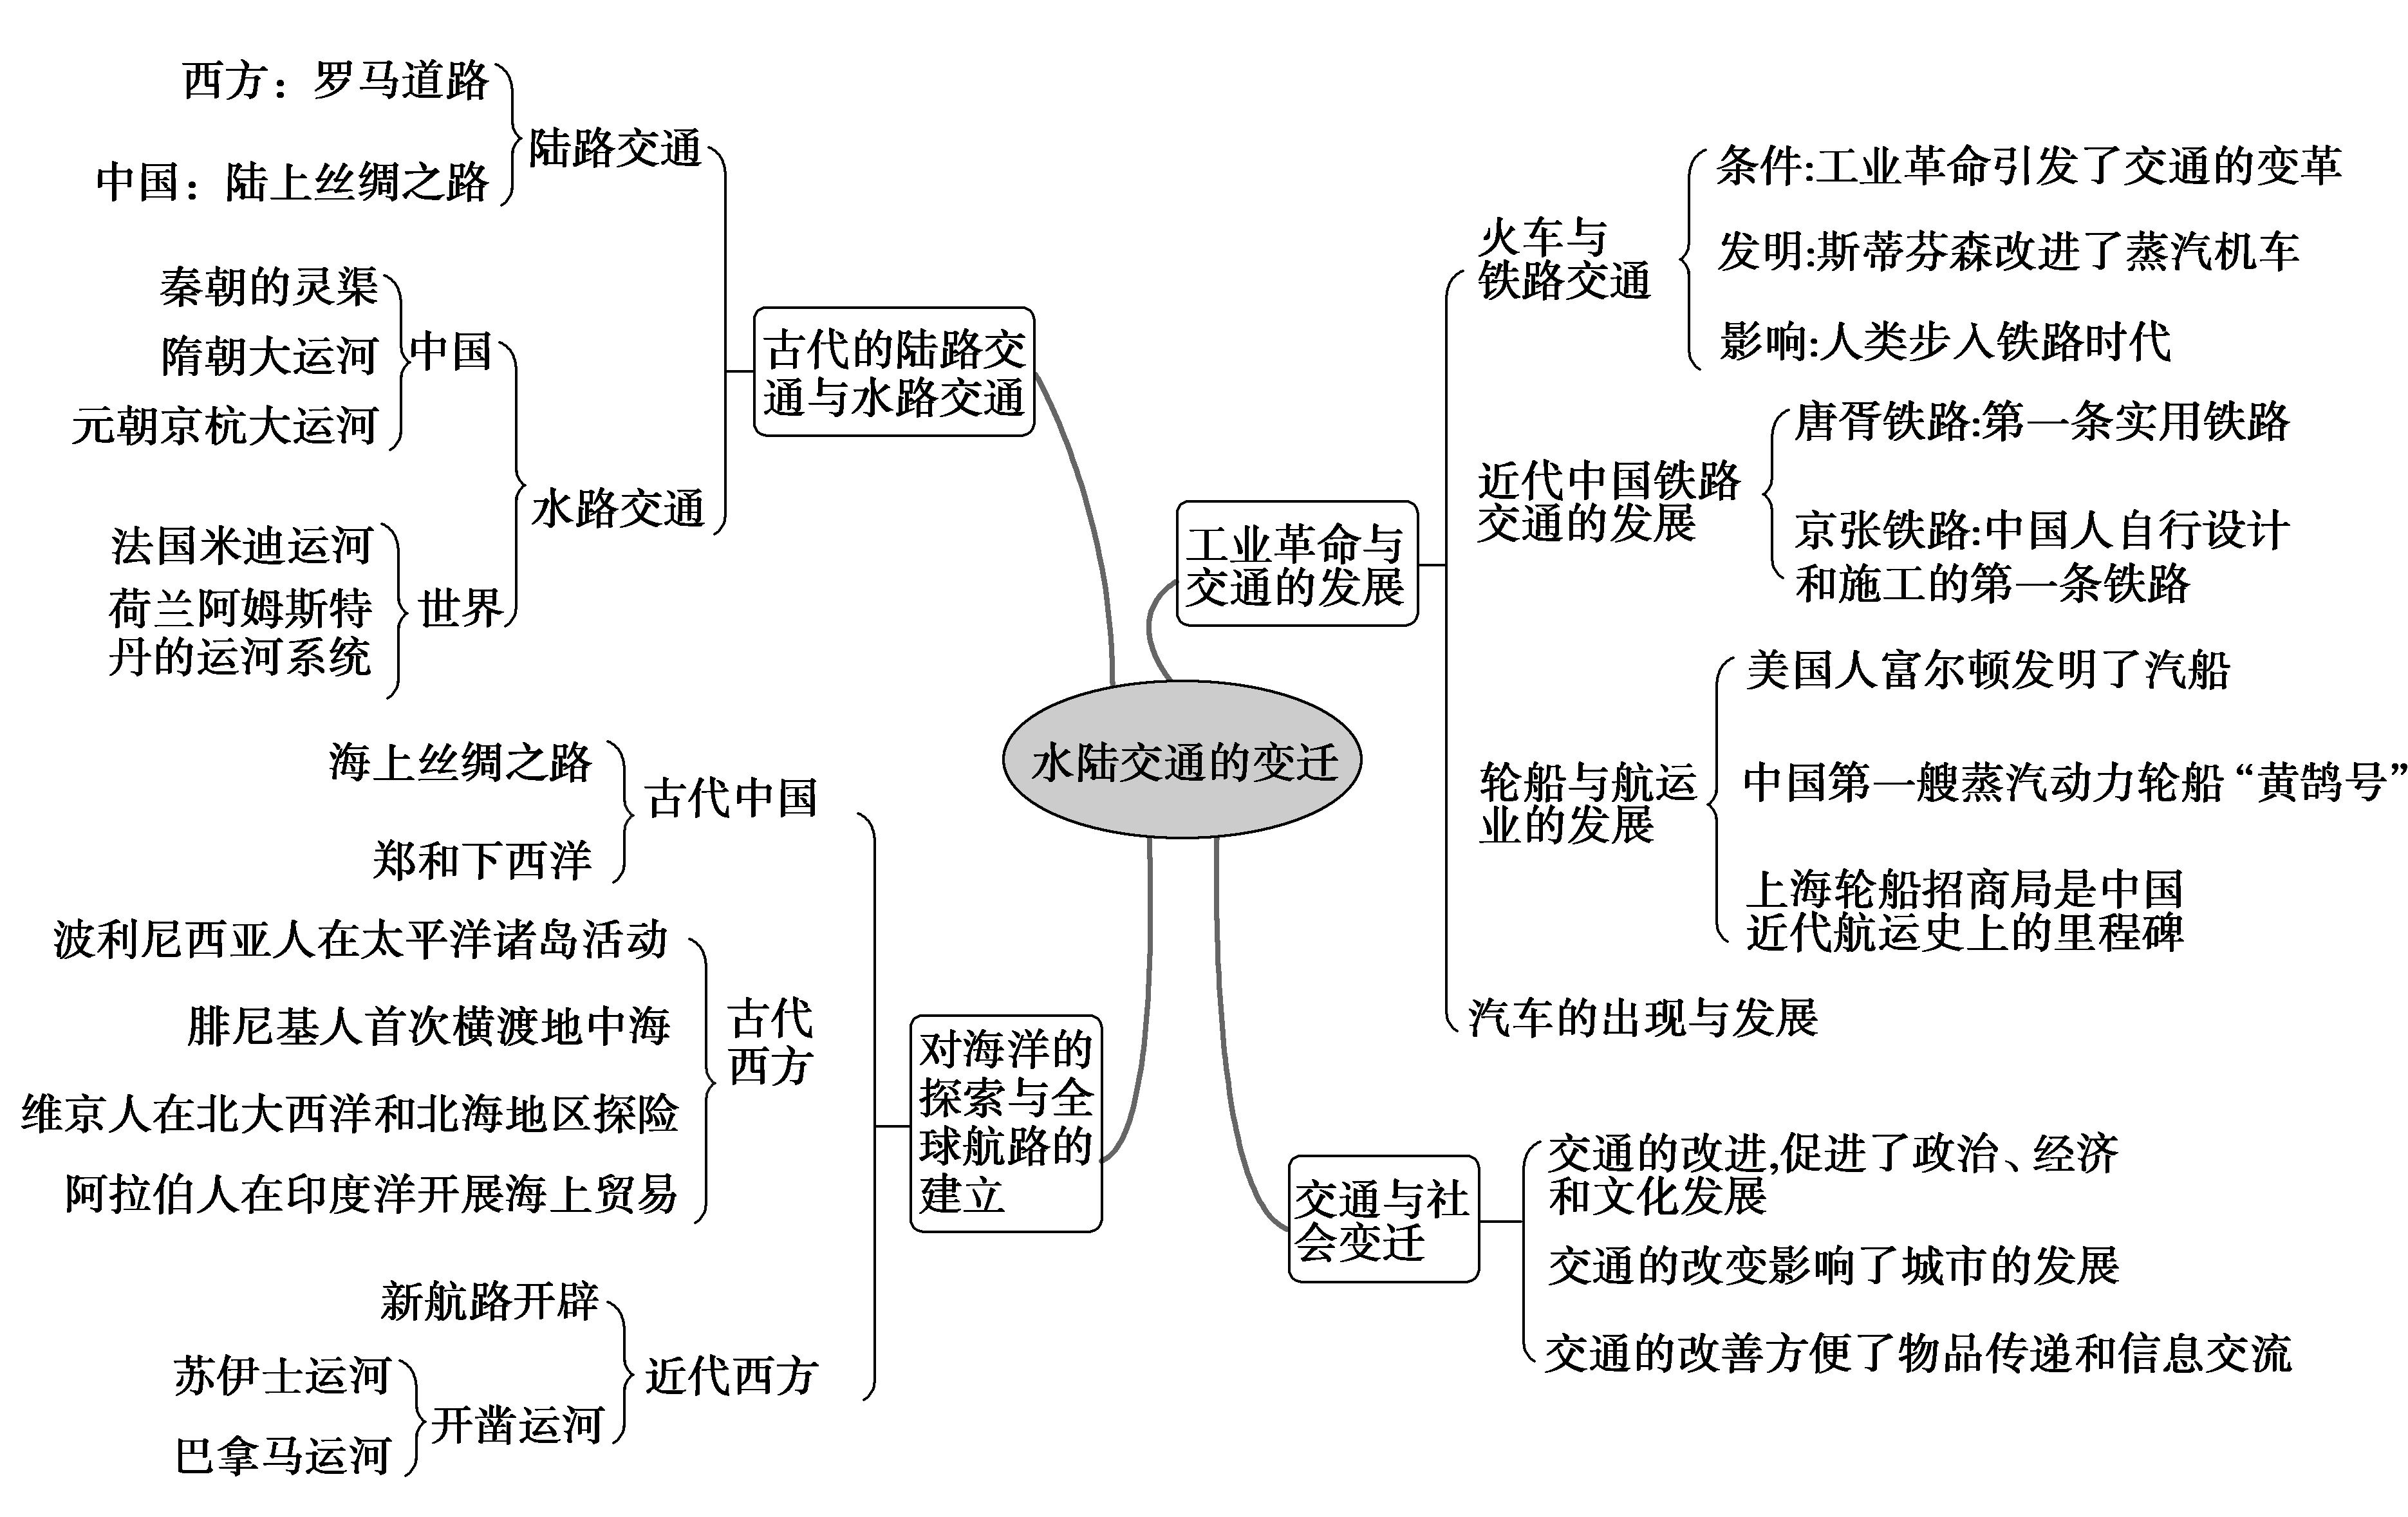 西方：罗马道路
中国：陆上丝绸之路
陆路交通
秦朝的灵渠
隋朝大运河
元朝京杭大运河
中国
法国米迪运河
荷兰阿姆斯特
丹的运河系统
世界
水路交通
古代的陆路交
通与水路交通
海上丝绸之路
郑和下西洋
古代中国
波利尼西亚人在太平洋诸岛活动
腓尼基人首次横渡地中海
维京人在北大西洋和北海地区探险
阿拉伯人在印度洋开展海上贸易
古代
西方
新航路开辟
苏伊士运河
巴拿马运河
开凿运河
近代西方
对海洋的
探索与全
球航路的
建立
水陆交通的变迁
工业革命与
交通的发展
火车与
铁路交通
条件:工业革命引发了交通的变革
发明:斯蒂芬森改进了蒸汽机车
影响:人类步入铁路时代
近代中国铁路
交通的发展
唐胥铁路:第一条实用铁路
京张铁路:中国人自行设计
和施工的第一条铁路
轮船与航运
业的发展
美国人富尔顿发明了汽船
中国第一艘蒸汽动力轮船“黄鹄号”
上海轮船招商局是中国
近代航运史上的里程碑
汽车的出现与发展
交通与社
会变迁
交通的改进,促进了政治、经济
和文化发展
交通的改变影响了城市的发展
交通的改善方便了物品传递和信息交流